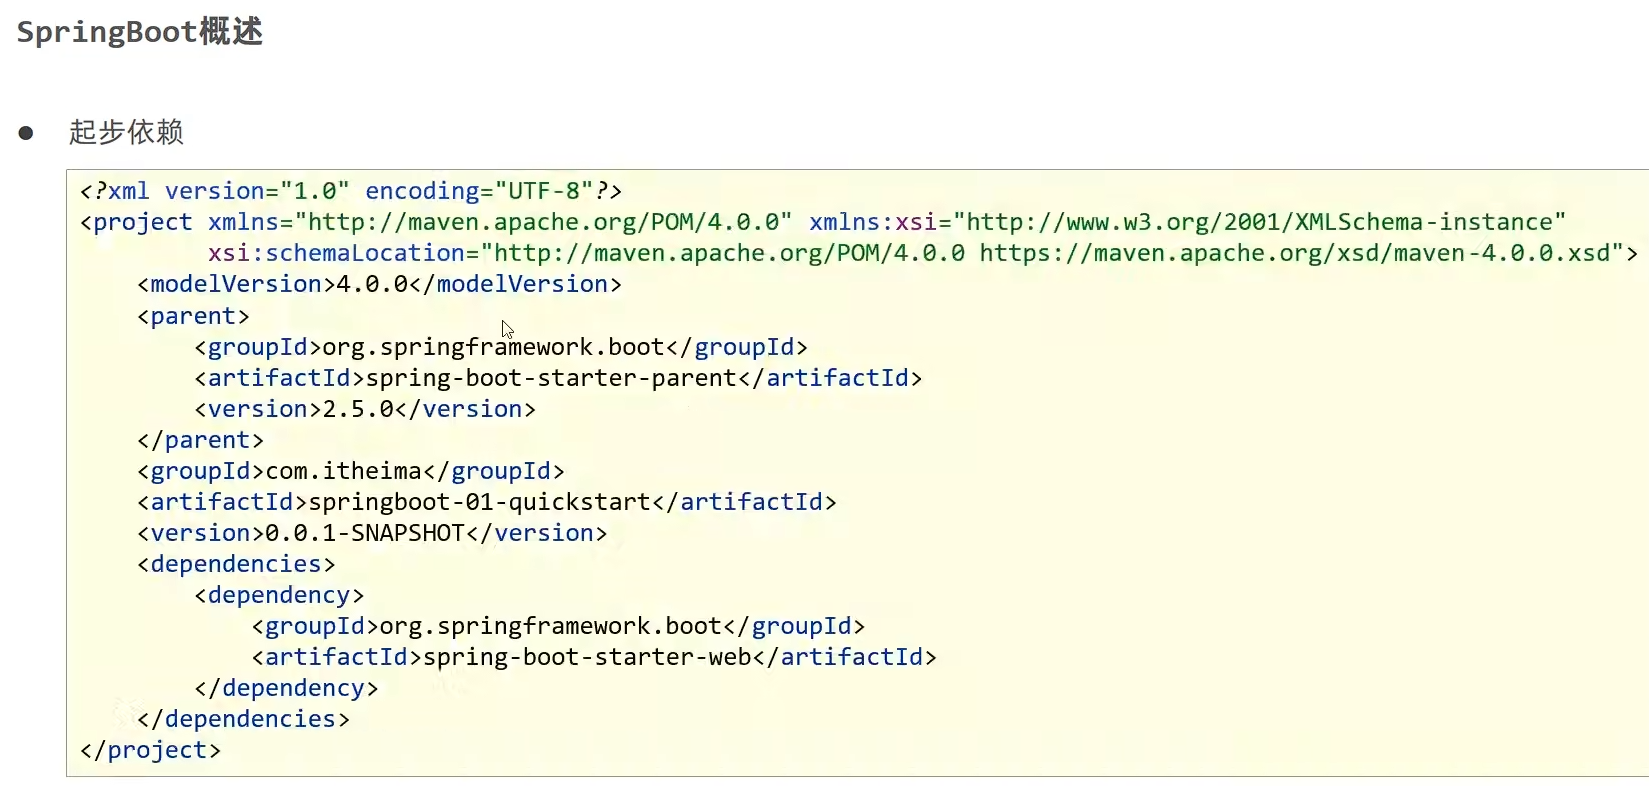 SpringBoot概述
● 起步依赖
<?xml version="1.0" encoding="UTF-8"?>
<project xmlns="http://maven.apache.org/POM/4.0.0" xmlns:xsi="http://www.w3.org/2001/XMLSchema-instance"
         xsi:schemaLocation="http://maven.apache.org/POM/4.0.0 https://maven.apache.org/xsd/maven-4.0.0.xsd">
    <modelVersion>4.0.0</modelVersion>
    <parent>
        <groupId>org.springframework.boot</groupId>
        <artifactId>spring-boot-starter-parent</artifactId>
        <version>2.5.0</version>
    </parent>
    <groupId>com.itheima</groupId>
    <artifactId>springboot-01-quickstart</artifactId>
    <version>0.0.1-SNAPSHOT</version>
    <dependencies>
        <dependency>
            <groupId>org.springframework.boot</groupId>
            <artifactId>spring-boot-starter-web</artifactId>
        </dependency>
    </dependencies>
</project>